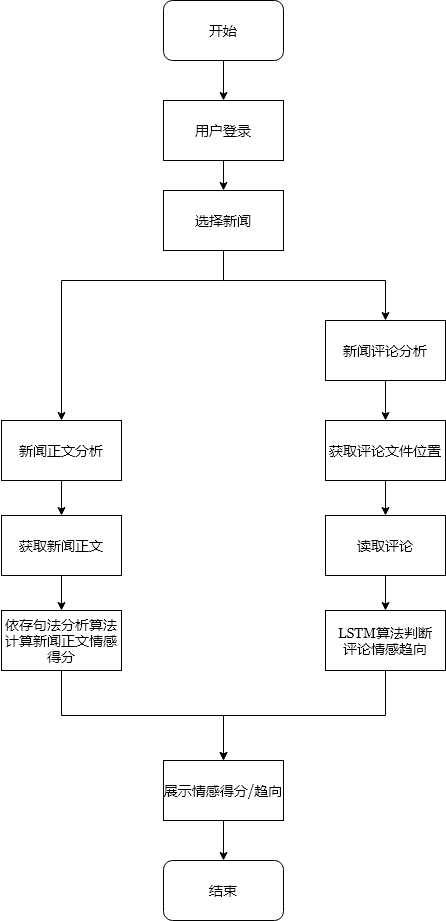 开始
用户登录
选择新闻
新闻评论分析
新闻正文分析
获取评论文件位置
获取新闻正文
读取评论
依存句法分析算法
计算新闻正文情感
得分
LSTM算法判断
评论情感趋向
展示情感得分/趋向
结束